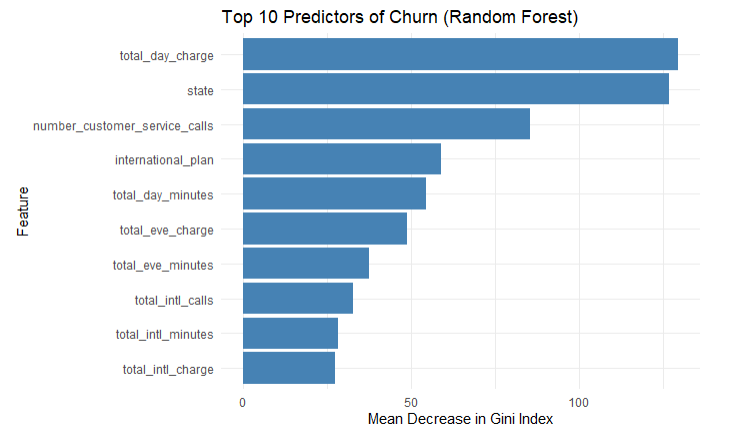 Top 10 Predictors of Churn (Random Forest)
Feature
total_day_charge
state
number_customer_service_calls
international_plan
total_day_minutes
total_eve_charge
total_eve_minutes
total_intl_calls
total_intl_minutes
total_intl_charge
0 50 100
Mean Decrease in Gini Index